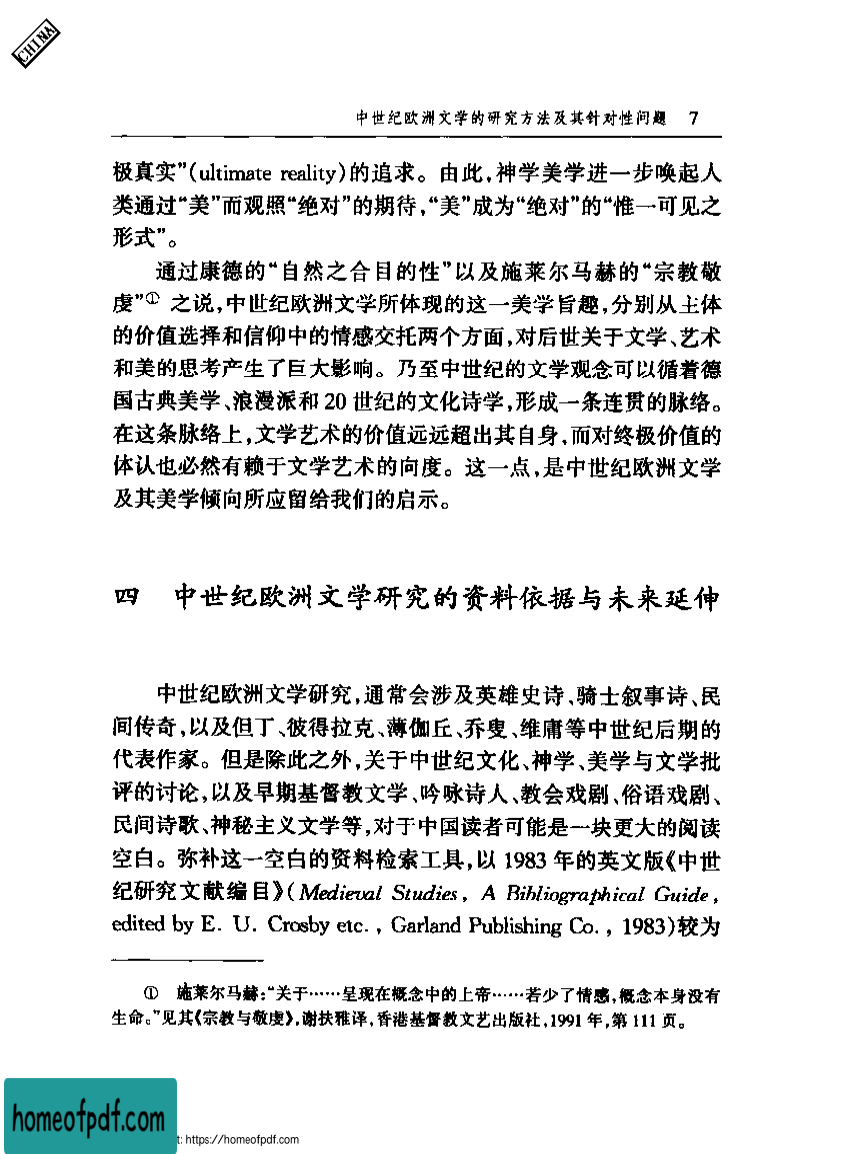 CHINA
中世纪欧洲文学的研究方法及其针对性问题 7
极真实”(ultimate reality)的追求。由此,神学美学进一步唤起人
类通过“美”而观照“绝对”的期待,“美”成为“绝对”的“惟一可见之
形式”。
通过康德的“自然之合目的性”以及施莱尔马赫的“宗教敬
虔”① 之说,中世纪欧洲文学所体现的这一美学旨趣,分别从主体
的价值选择和信仰中的情感交托两个方面,对后世关于文学、艺术
和美的思考产生了巨大影响。乃至中世纪的文学观念可以循着德
国古典美学、浪漫派和 20 世纪的文化诗学,形成一条连贯的脉络。
在这条脉络上,文学艺术的价值远远超出其自身,而对终极价值的
体认也必然有赖于文学艺术的向度。这一点,是中世纪欧洲文学
及其美学倾向所应留给我们的启示。
四 中世纪欧洲文学研究的资料依据与未来延伸
中世纪欧洲文学研究,通常会涉及英雄史诗、骑士叙事诗、民
间传奇,以及但丁、彼得拉克、薄伽丘、乔叟、维庸等中世纪后期的
代表作家。但是除此之外,关于中世纪文化、神学、美学与文学批
评的讨论,以及早期基督教文学、吟咏诗人、教会戏剧、俗语戏剧、
民间诗歌、神秘主义文学等,对于中国读者可能是一块更大的阅读
空白。弥补这一空白的资料检索工具,以 1983 年的英文版《中世
纪研究文献编目》(Medieval Studies, A Bibliographical Guide,
edited by E. U. Crosby etc., Garland Publishing Co., 1983)较为
① 施莱尔马赫:“关于……呈现在概念中的上帝……若少了情感,概念本身没有
生命。”见其《宗教与敬虔》,谢扶雅译,香港基督教文艺出版社,1991 年,第 111 页。
homeofpdf.com
t: https://homeofpdf.com